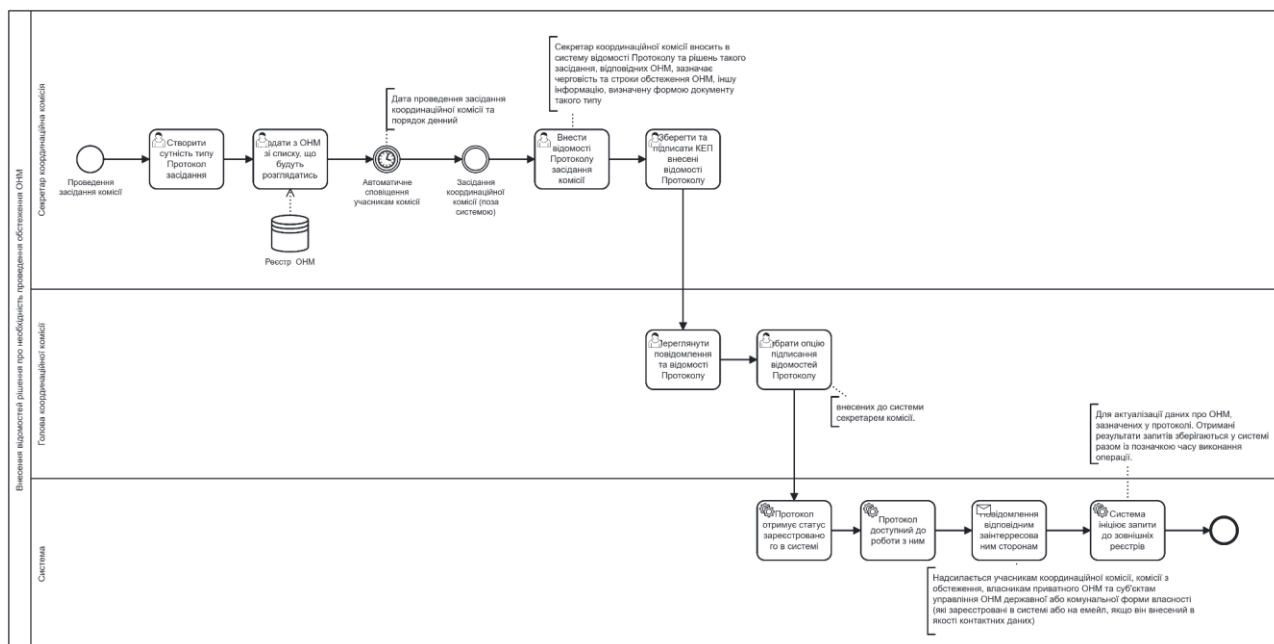 Внесення відомостей рішення про необхідність проведення обстеження ОНМ
Секретар координаційна комісія
Проведення
засідання комісії
Створити
сутність типу
Протокол
засідання
додати з ОНМ
зі списку, що
будуть
розглядатись
Реєстр ОНМ
Дата проведення засідання
координаційної комісії та
порядок денний
Автоматичне
сповіщення
учасникам комісії
Засідання
координаційної
комісії (поза
системою)
Секретар координаційної комісії вносить в
систему відомості Протоколу та рішень такого
засідання, відповідних ОНМ, зазначає
черговість та строки обстеження ОНМ, іншу
інформацію, визначену формою документу
такого типу
Внести
відомості
Протоколу
засідання
комісії
Зберегти та
підписати КЕП
внесені
відомості
Протоколу
Голова координаційної комісії
Переглянути
повідомлення
та відомості
Протоколу
обрати опцію
підписання
відомостей
Протоколу
внесених до системи
секретарем комісії.
Система
Протокол
отримує статус
зареєстровано
го в системі
Протокол
доступний до
роботи з ним
Повідомлення
відповідним
заінтерресова
ним сторонам
Надсилається учасникам координаційної комісії, комісії з
обстеження, власникам приватного ОНМ та суб'єктам
управління ОНМ державної або комунальної форми власності
(які зареєстровані в системі або на емейл, якщо він внесений в
якості контактних даних)
Для актуалізації даних про ОНМ,
зазначених у протоколі. Отримані
результати запитів зберігаються у системі
разом із позначкою часу виконання
операції.
Система
ініціює запити
до зовнішніх
реєстрів